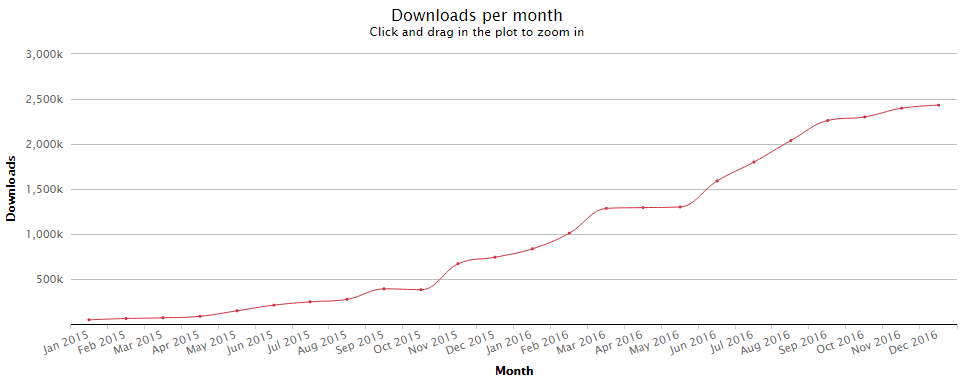 Downloads per month
Click and drag in the plot to zoom in
3,000k
2,500k
2,000k
1,500k
1,000k
500k
Downloads
Jan 2015
Feb 2015
Mar 2015
Apr 2015
May 2015
Jun 2015
Jul 2015
Aug 2015
Sep 2015
Oct 2015
Nov 2015
Dec 2015
Jan 2016
Feb 2016
Mar 2016
Apr 2016
May 2016
Jun 2016
Jul 2016
Aug 2016
Sep 2016
Oct 2016
Nov 2016
Dec 2016
Month